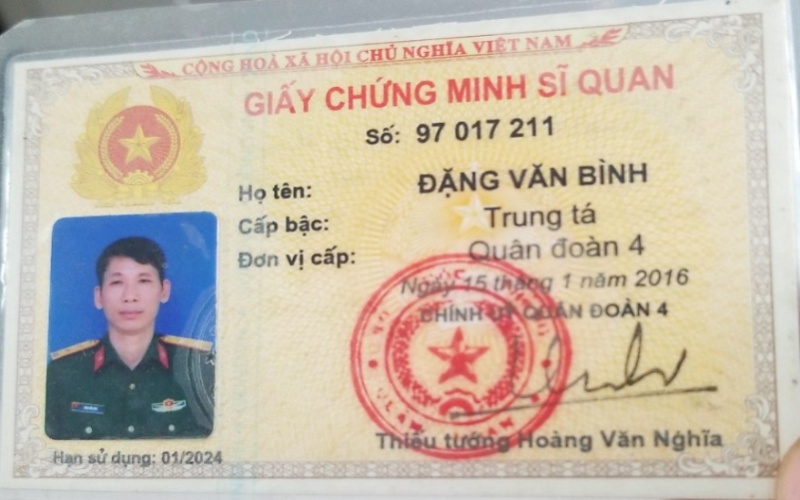 CỘNG HOÀ XÃ HỘI CHỦ NGHĨA VIỆT NAM
GIẤY CHỨNG MINH SĨ QUAN
Số: 97 017 211
Họ tên: ĐẶNG VĂN BÌNH
Cấp bậc: Trung tá
Đơn vị cấp: Quân đoàn 4
Ngày 15 tháng 1 năm 2016
CHÍNH UỶ QUÂN ĐOÀN 4
Thiếu tướng Hoàng Văn Nghĩa
Hạn sử dụng: 01/2024